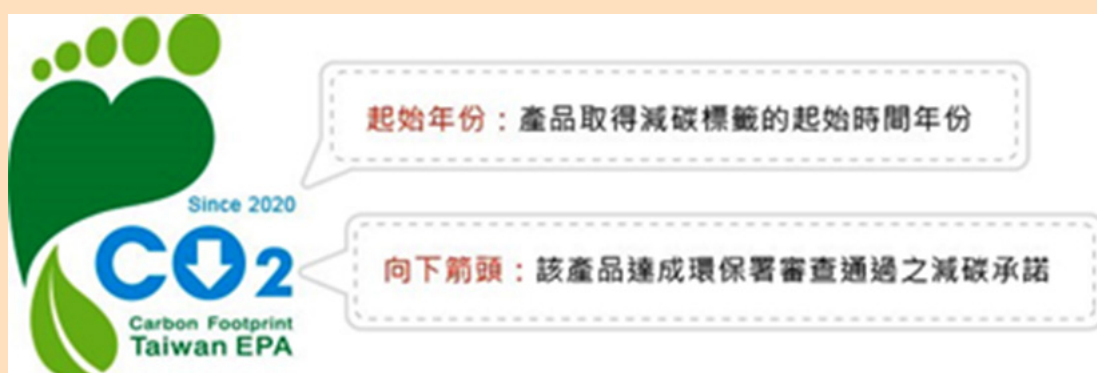 起始年份：產品取得減碳標籤的起始時間年份
Since 2020
CO2
向下箭頭：該產品達成環保署審查通過之減碳承諾
Carbon Footprint
Taiwan EPA